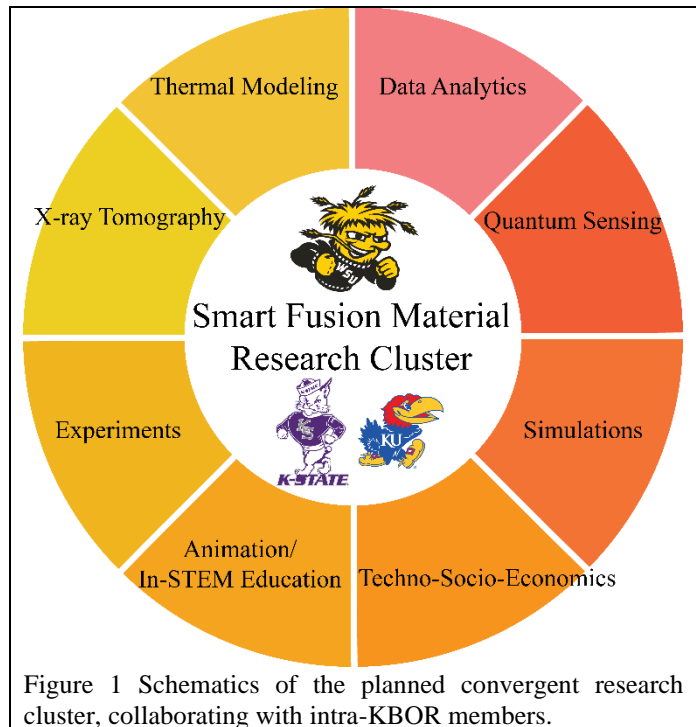 Thermal Modeling
Data Analytics
X-ray Tomography
Quantum Sensing
WSU
Smart Fusion Material
Research Cluster
Experiments
Simulations
K-STATE
KS
K-STATE
KU
Animation/
In-STEM Education
Techno-Socio-Economics
Figure 1 Schematics of the planned convergent research
cluster, collaborating with intra-KBOR members.